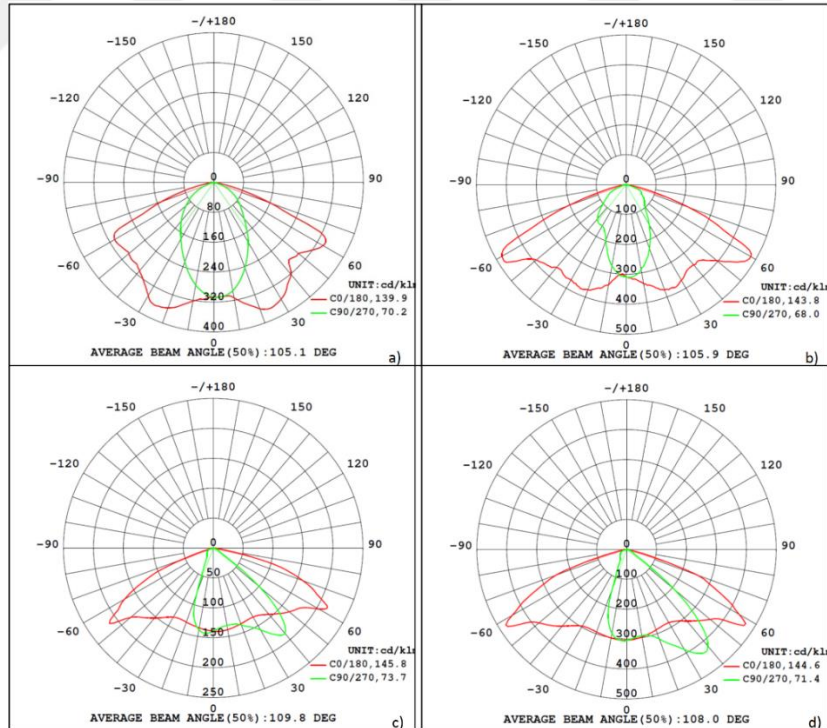 -/+180
-150 150
-120 120
-90 0 90
80
160
-60 240 60
UNIT:cd/klm
320 C0/180,139.9
-30 30 C90/270,70.2
400
0
AVERAGE BEAM ANGLE(50%):105.1 DEG
a)
-/+180
-150 150
-120 120
-90 0 90
100
200
-60 300 60
UNIT:cd/klm
400 C0/180,143.8
-30 30 C90/270,68.0
500
0
AVERAGE BEAM ANGLE(50%):105.9 DEG
b)
-/+180
-150 150
-120 120
-90 0 90
50
100
-60 150 60
UNIT:cd/klm
200 C0/180,145.8
-30 30 C90/270,73.7
250
0
AVERAGE BEAM ANGLE(50%):109.8 DEG
c)
-/+180
-150 150
-120 120
-90 0 90
100
200
-60 300 60
UNIT:cd/klm
400 C0/180,144.6
-30 30 C90/270,71.4
500
0
AVERAGE BEAM ANGLE(50%):108.0 DEG
d)